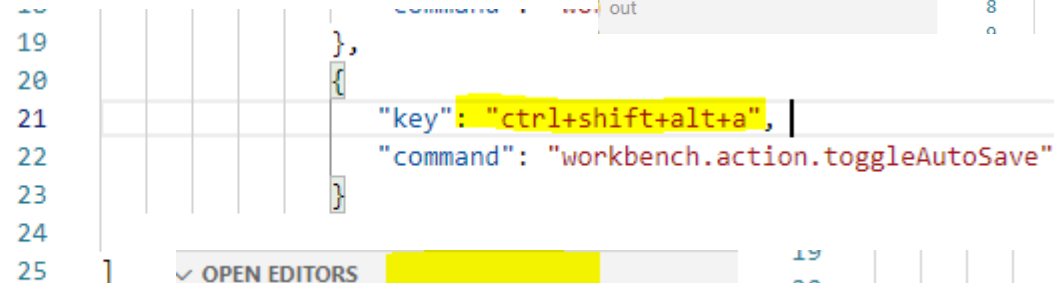 out
8
19 },
20 {
21 "key": "ctrl+shift+alt+a",
22 "command": "workbench.action.toggleAutoSave"
23 }
24
25 ]
OPEN EDITORS
19